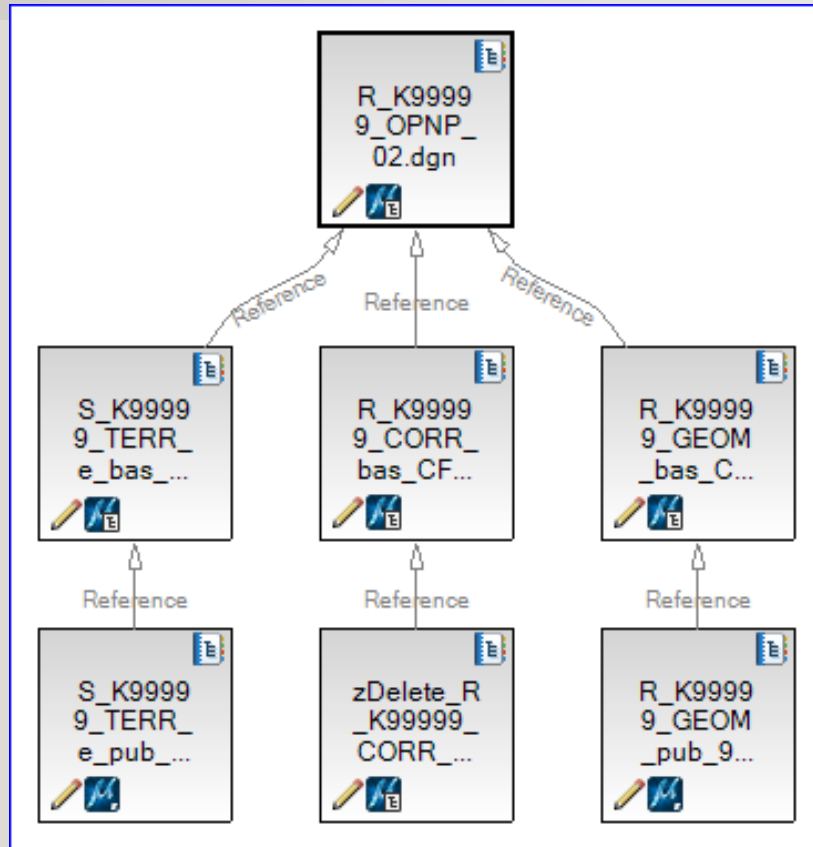 R_K9999
9_OPNP_
02.dgn
Reference
Reference
Reference
S_K9999
9_TERR_
e_bas_...
R_K9999
9_CORR_
bas_CF...
R_K9999
9_GEOM
_bas_C...
Reference
Reference
Reference
S_K9999
9_TERR_
e_pub_...
zDelete_R
_K99999_
CORR_...
R_K9999
9_GEOM
_pub_9...